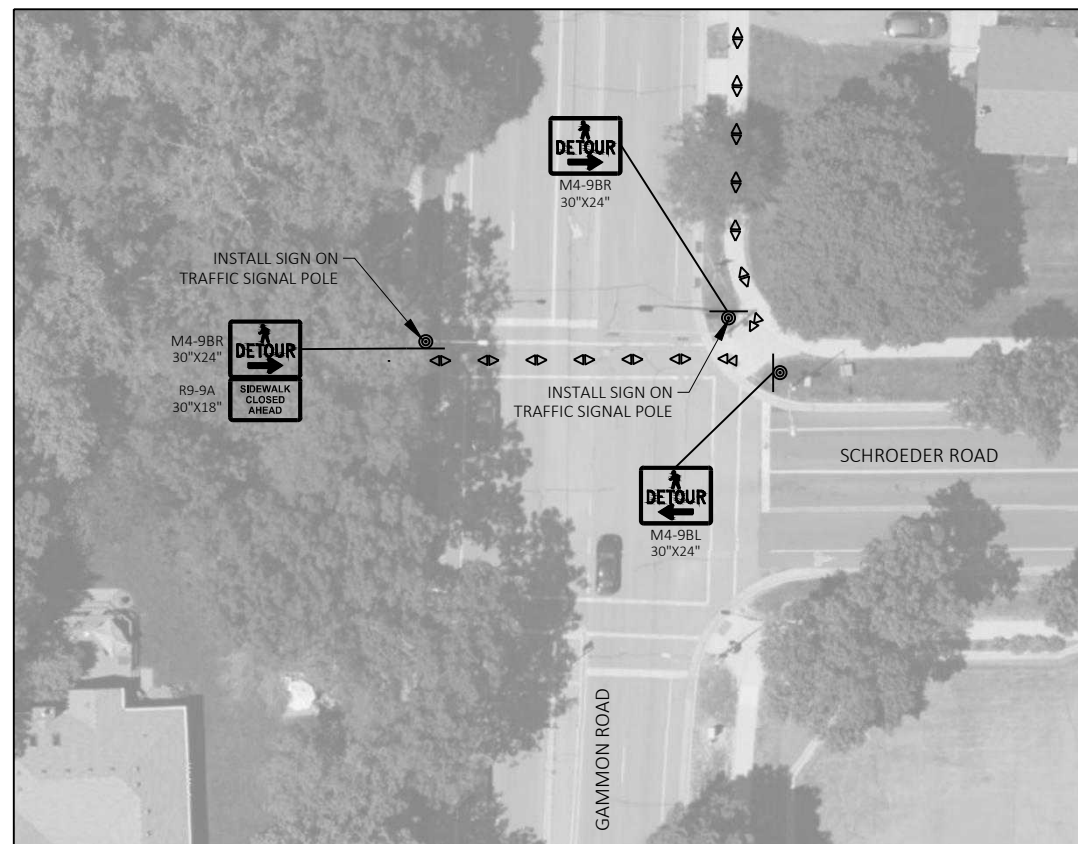 DETOUR
M4-9BR
30"X24"
INSTALL SIGN ON
TRAFFIC SIGNAL POLE
M4-9BR
30"X24"
DETOUR
R9-9A
30"X18"
SIDEWALK
CLOSED
AHEAD
INSTALL SIGN ON
TRAFFIC SIGNAL POLE
SCHROEDER ROAD
DETOUR
M4-9BL
30"X24"
GAMMON ROAD